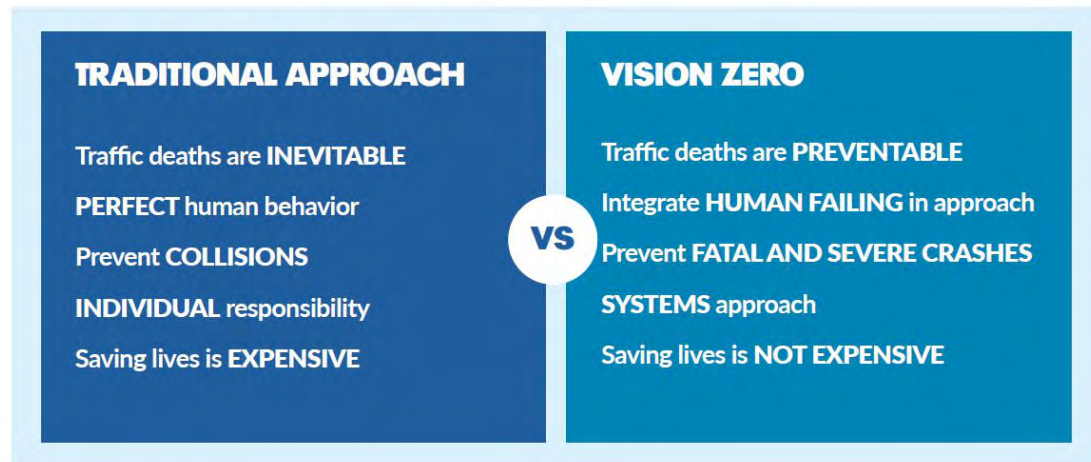 TRADITIONAL APPROACH
Traffic deaths are INEVITABLE
PERFECT human behavior
Prevent COLLISIONS
INDIVIDUAL responsibility
Saving lives is EXPENSIVE
VS
VISION ZERO
Traffic deaths are PREVENTABLE
Integrate HUMAN FAILING in approach
Prevent FATAL AND SEVERE CRASHES
SYSTEMS approach
Saving lives is NOT EXPENSIVE